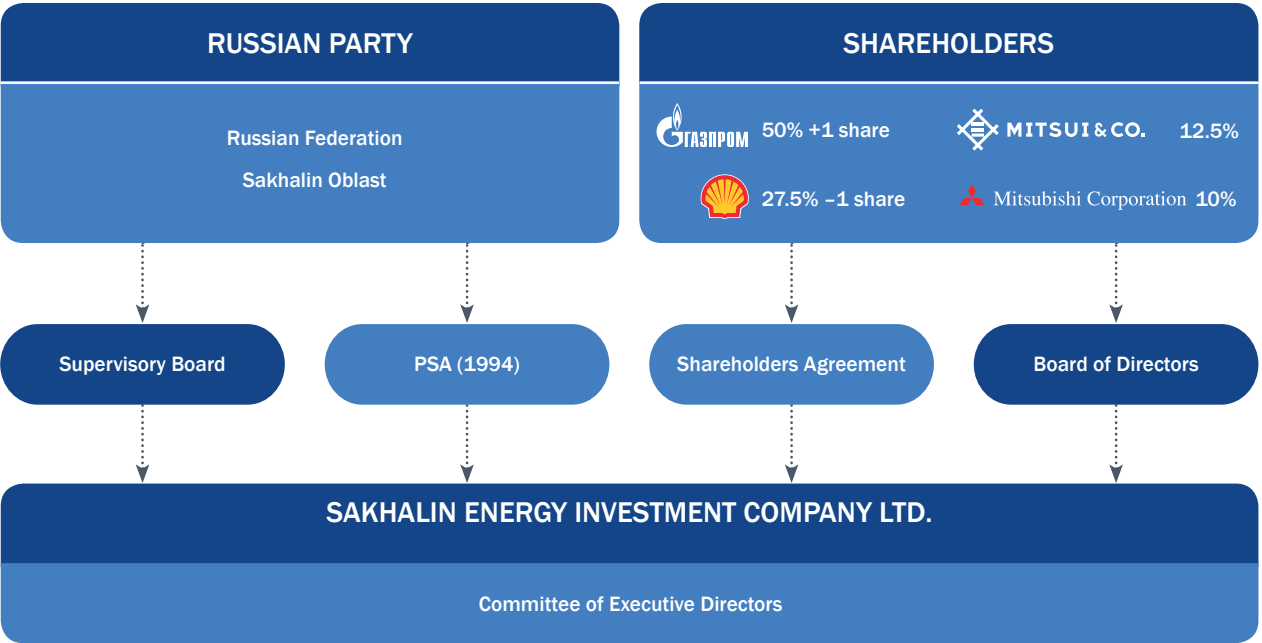 RUSSIAN PARTY
Russian Federation
Sakhalin Oblast
SHAREHOLDERS
ГАЗПРОМ 50% +1 share
MITSUI & CO. 12.5%
27.5% –1 share
Mitsubishi Corporation 10%
Supervisory Board
PSA (1994)
Shareholders Agreement
Board of Directors
SAKHALIN ENERGY INVESTMENT COMPANY LTD.
Committee of Executive Directors